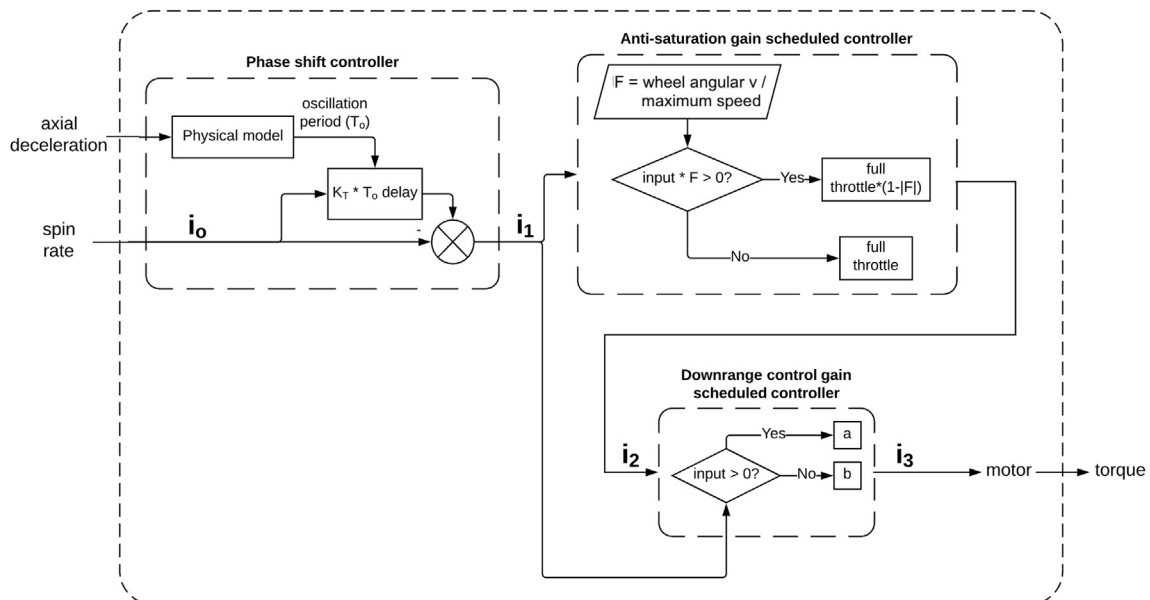 Anti-saturation gain scheduled controller
Phase shift controller
F = wheel angular v /
maximum speed
oscillation
period (Tₒ)
axial
deceleration
Physical model
input * F > 0?
Yes
full
throttle*(1-|F|)
K_T * Tₒ delay
iₒ
-
i₁
spin
rate
No
full
throttle
Downrange control gain
scheduled controller
Yes
a
i₂
input > 0?
No
b
i₃
motor
torque